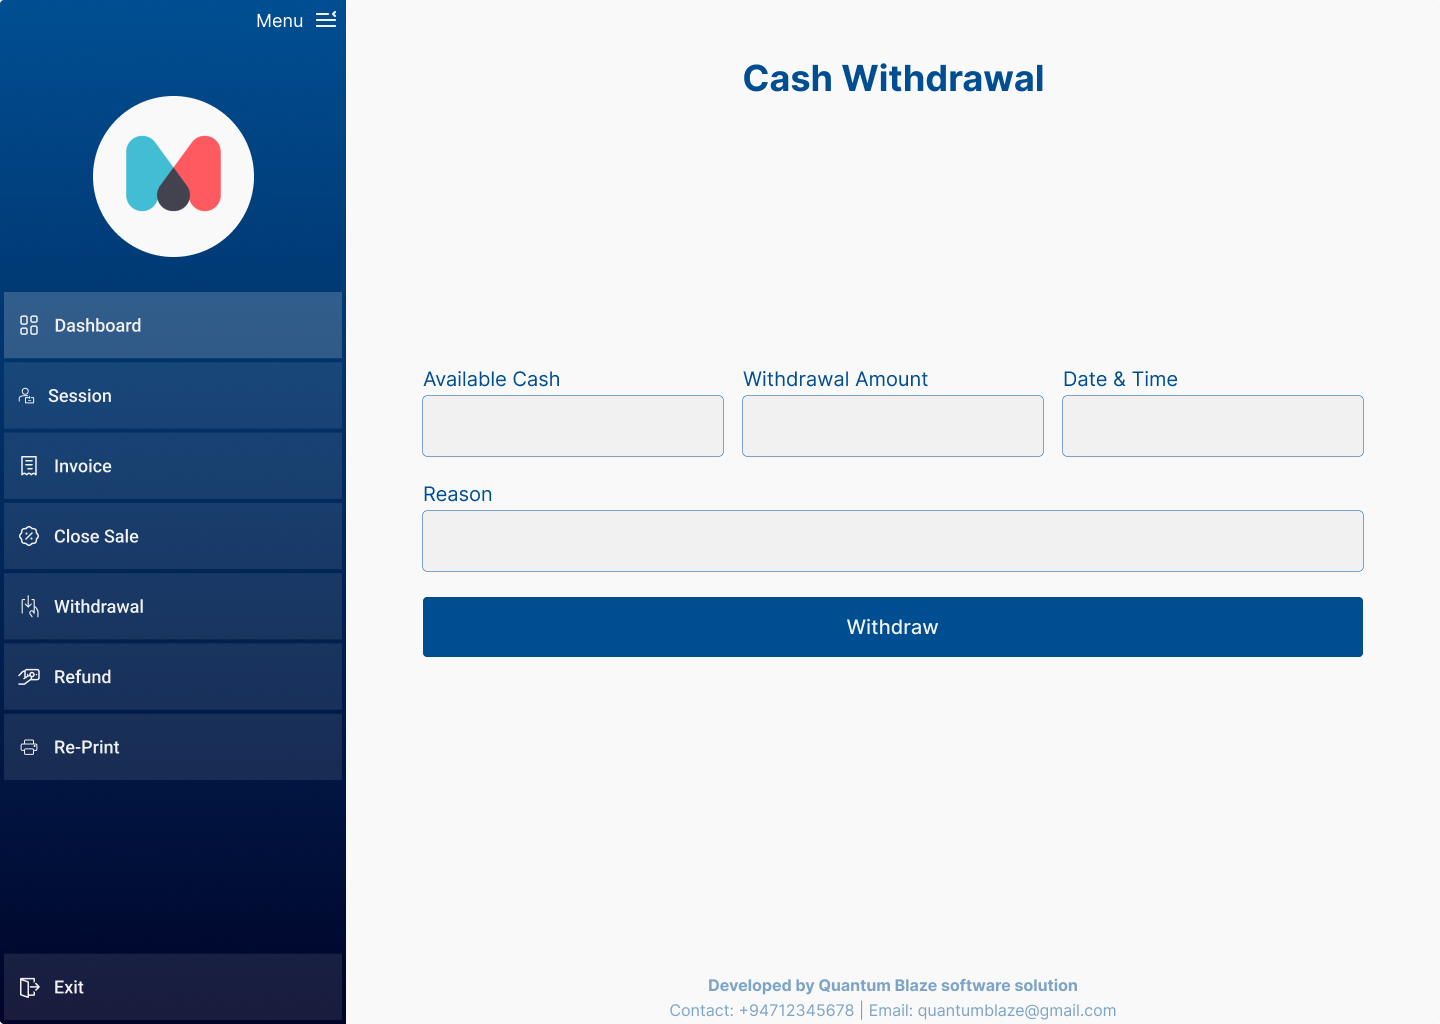 Menu
Cash Withdrawal
Dashboard
Session
Invoice
Close Sale
Withdrawal
Refund
Re-Print
Exit
Available Cash
Withdrawal Amount
Date & Time
Reason
Withdraw
Developed by Quantum Blaze software solution
Contact: +94712345678 | Email: quantumblaze@gmail.com